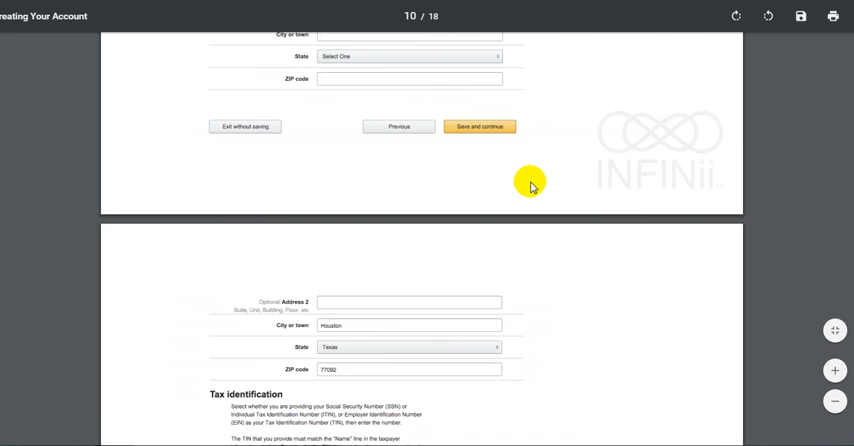 reating Your Account
10 / 18
City or town
State Select One
ZIP code
Exit without saving Previous Save and continue
INFINii
Optional Address 2
Suite, Unit, Building, Floor, etc
City or town Houston
State Texas
ZIP code 77092
Tax identification
Select whether you are providing your Social Security Number (SSN) or
Individual Tax Identification Number (ITIN), or Employer Identification Number
(EIN) as your Tax Identification Number (TIN), then enter the number.
The TIN that you provide must match the "Name" line in the taxpayer